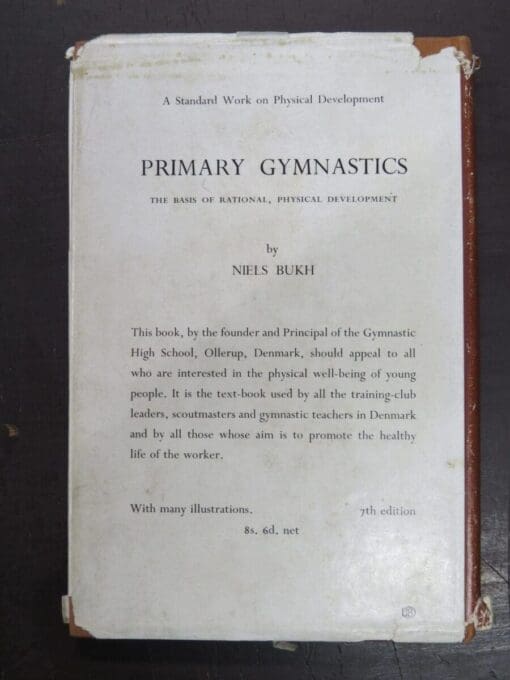 A Standard Work on Physical Development
PRIMARY GYMNASTICS
THE BASIS OF RATIONAL, PHYSICAL DEVELOPMENT
by
NIELS BUKH
This book, by the founder and Principal of the Gymnastic
High School, Ollerup, Denmark, should appeal to all
who are interested in the physical well-being of young
people. It is the text-book used by all the training-club
leaders, scoutmasters and gymnastic teachers in Denmark
and by all those whose aim is to promote the healthy
life of the worker.
With many illustrations. 7th edition
8s. 6d. net